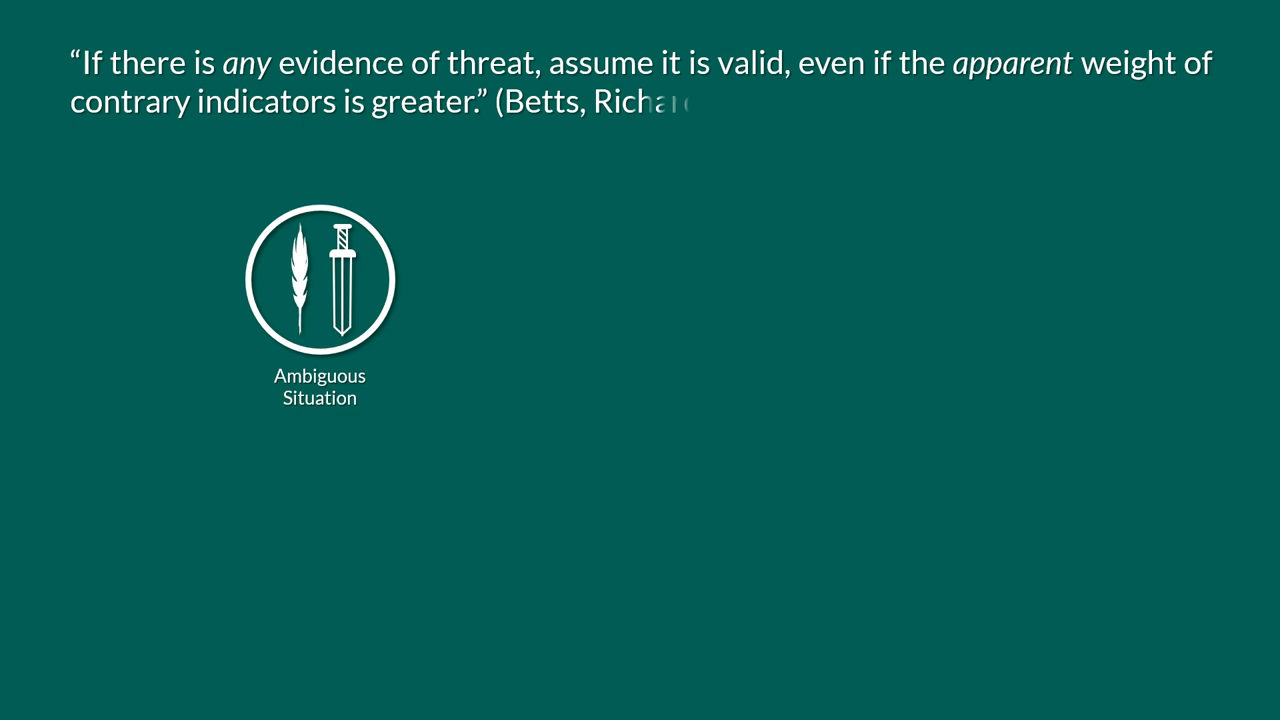 “If there is any evidence of threat, assume it is valid, even if the apparent weight of
contrary indicators is greater.” (Betts,
Ambiguous
Situation